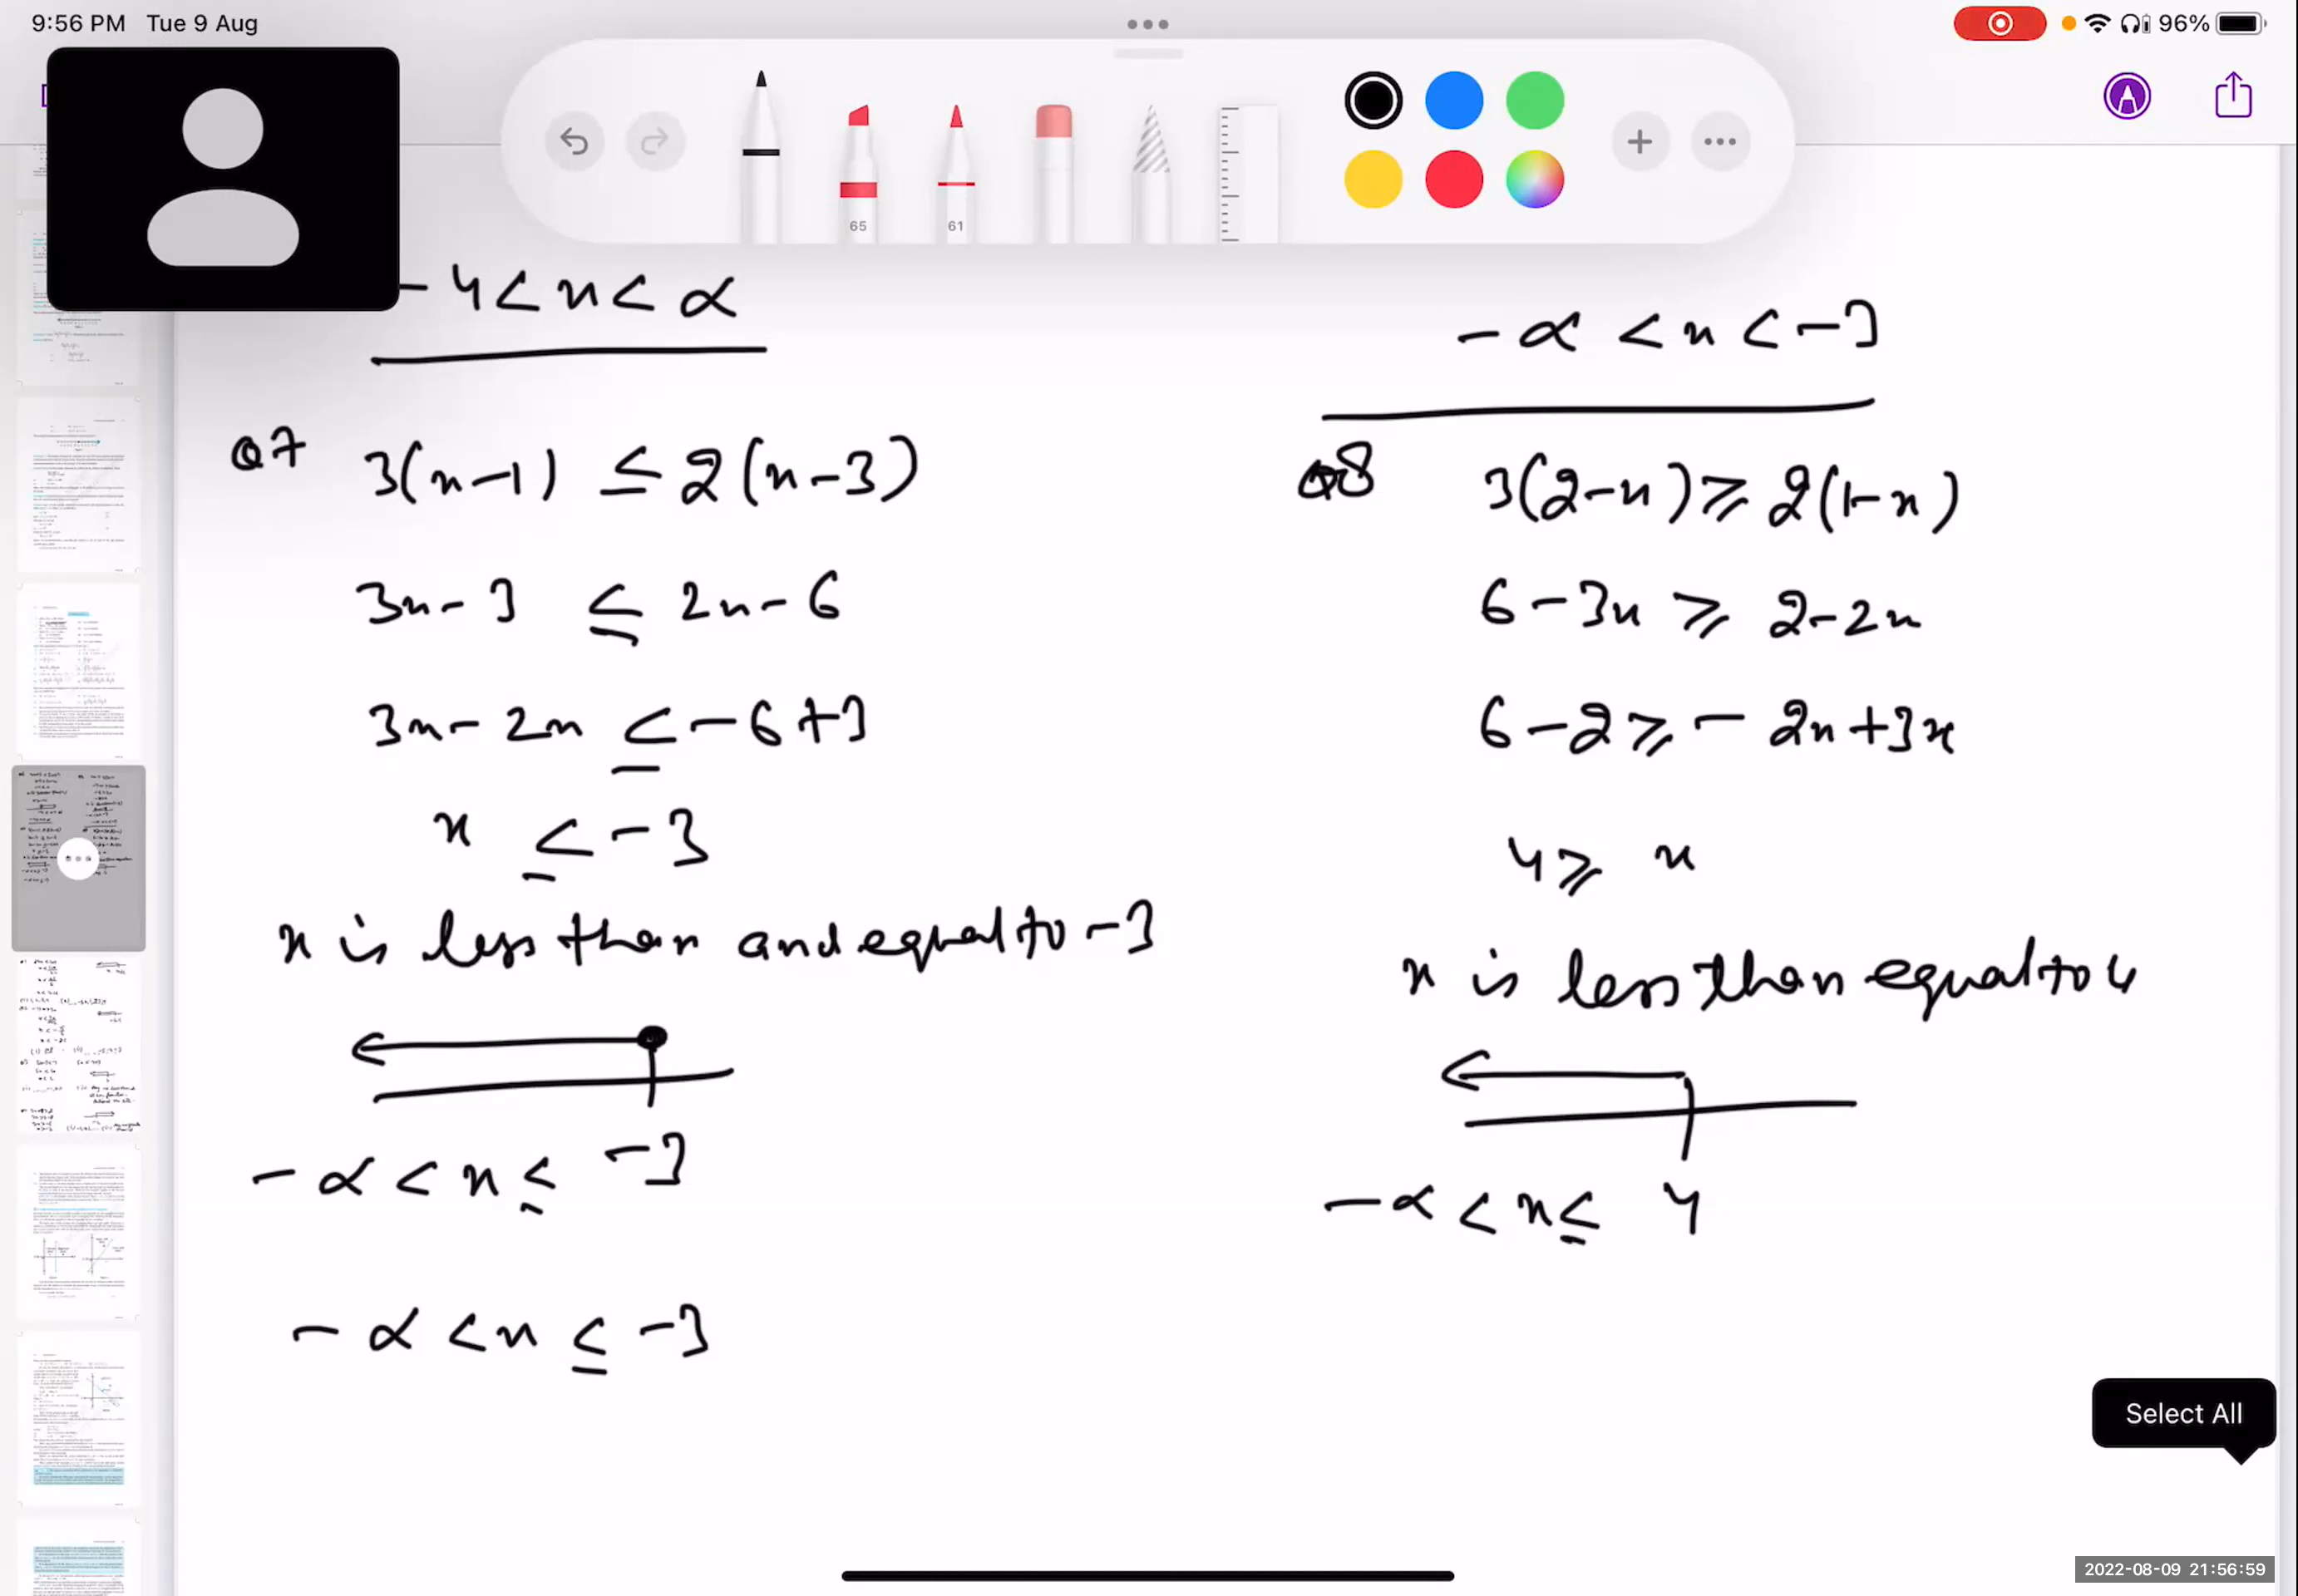 9:56 PM Tue 9 Aug
96%
65
61
-4 < x < α
Q7
3(x-1) ≤ 2(x-3)
3x-3 ≤ 2x-6
3x-2x ≤ -6+3
x ≤ -3
x is less than and equal to -3
-α < x ≤ -3
-α < x ≤ -3
-α < x < -3
Q8
3(2-x) ≥ 2(1-x)
6-3x ≥ 2-2x
6-2 ≥ -2x+3x
4 ≥ x
x is less than equal to 4
-α < x ≤ 4
Select All
2022-08-09 21:56:59